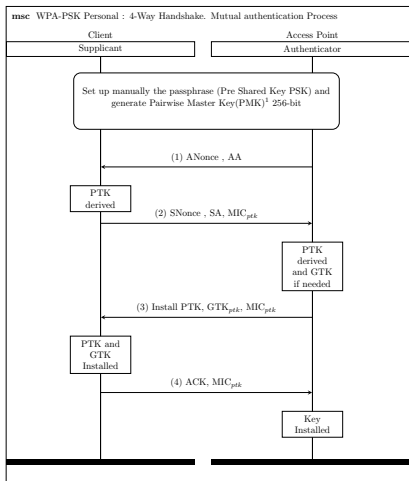 msc WPA-PSK Personal : 4-Way Handshake. Mutual authentication Process
Client
Access Point
Supplicant
Authenticator
Set up manually the passphrase (Pre Shared Key PSK) and
generate Pairwise Master Key(PMK)¹ 256-bit
(1) ANonce , AA
PTK
derived
(2) SNonce , SA, MICptk
PTK
derived
and GTK
if needed
(3) Install PTK, GTKptk, MICptk
PTK and
GTK
Installed
(4) ACK, MICptk
Key
Installed